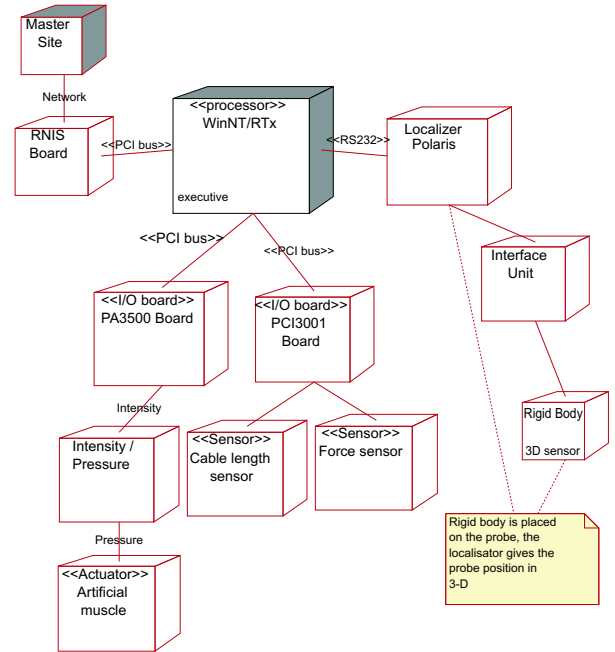 Master
Site
Network
RNIS
Board
<<PCI bus>>
<<processor>>
WinNT/RTx
executive
<<RS232>>
Localizer
Polaris
<<PCI bus>>
<<PCI bus>>
Interface
Unit
<<I/O board>>
PA3500 Board
<<I/O board>>
PCI3001
Board
Intensity
Rigid Body
3D sensor
Intensity /
Pressure
<<Sensor>>
Cable length
sensor
<<Sensor>>
Force sensor
Pressure
<<Actuator>>
Artificial
muscle
Rigid body is placed
on the probe, the
localisator gives the
probe position in
3-D